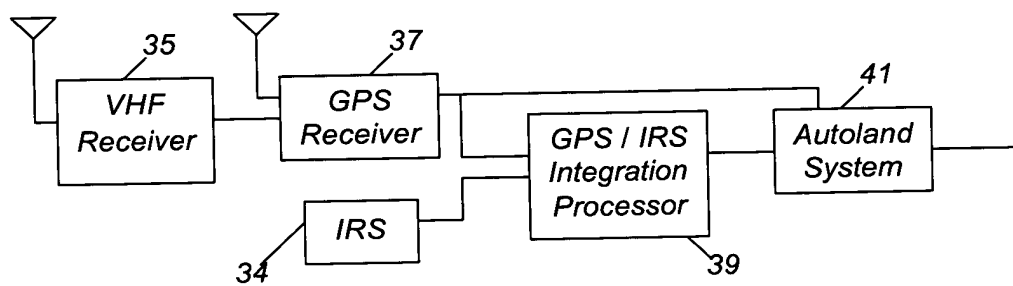 35
VHF
Receiver
37
GPS
Receiver
41
Autoland
System
GPS / IRS
Integration
Processor
39
IRS
34